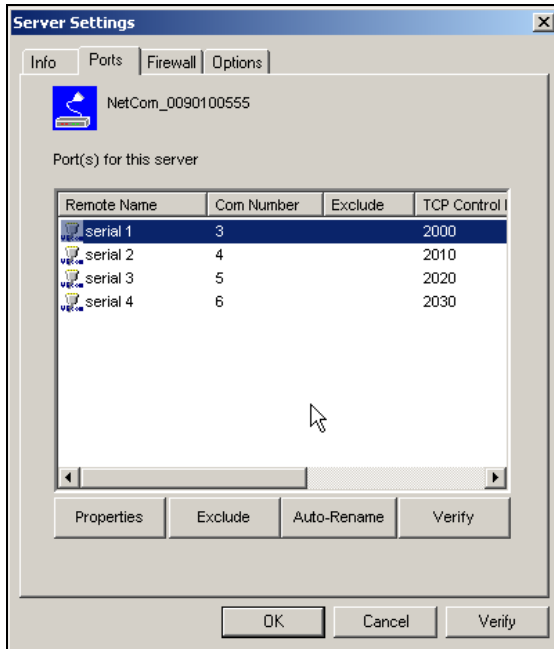 Server Settings
Info Ports Firewall Options
NetCom_0090100555
Port(s) for this server
Remote Name Com Number Exclude TCP Control
serial 1 3 2000
serial 2 4 2010
serial 3 5 2020
serial 4 6 2030
Properties Exclude Auto-Rename Verify
OK Cancel Verify